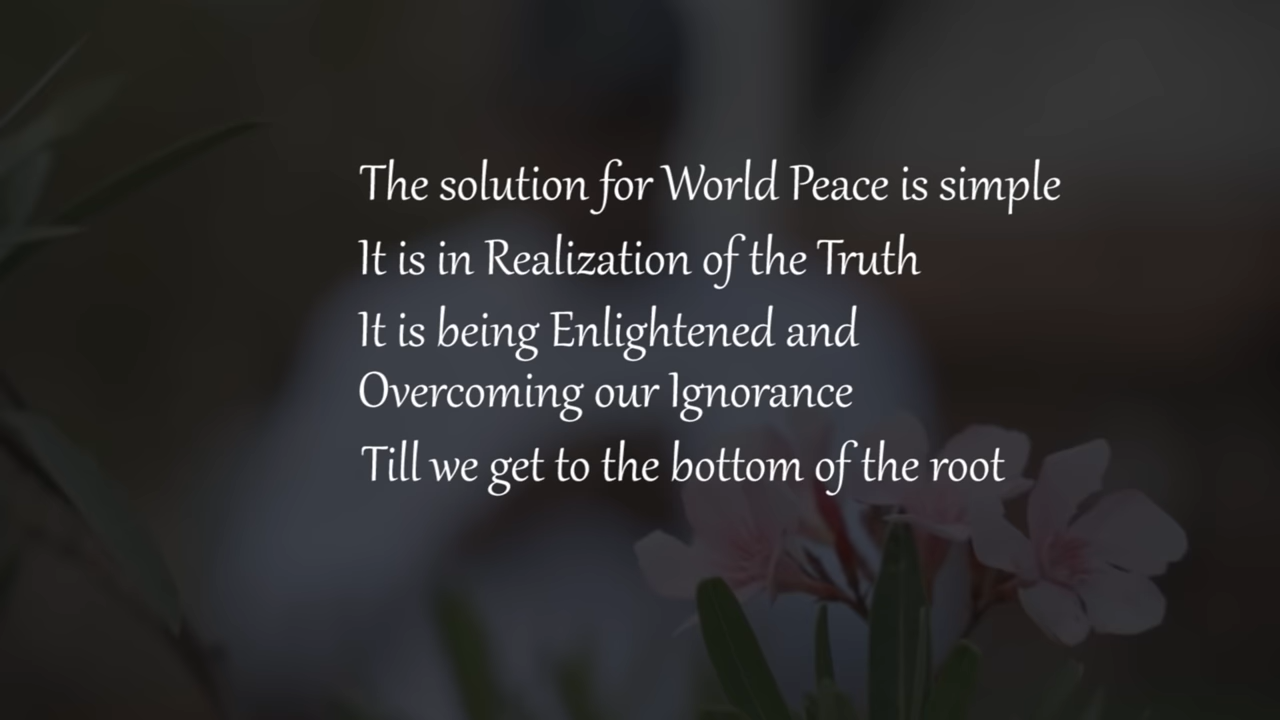 The solution for World Peace is simple
It is in Realization of the Truth
It is being Enlightened and
Overcoming our Ignorance
Till we get to the bottom of the root